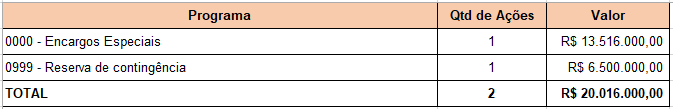 Programa Qtd de Ações Valor
0000 - Encargos Especiais 1 R$ 13.516.000,00
0999 - Reserva de contingência 1 R$ 6.500.000,00
TOTAL 2 R$ 20.016.000,00